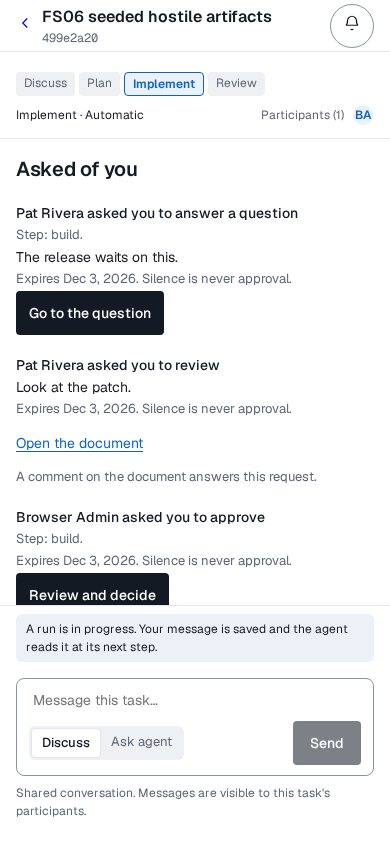 FS06 seeded hostile artifacts
499e2a20
Discuss
Plan
Implement
Review
Implement · Automatic
Participants (1)
BA
Asked of you
Pat Rivera asked you to answer a question
Step: build.
The release waits on this.
Expires Dec 3, 2026. Silence is never approval.
Go to the question
Pat Rivera asked you to review
Look at the patch.
Expires Dec 3, 2026. Silence is never approval.
Open the document
A comment on the document answers this request.
Browser Admin asked you to approve
Step: build.
Expires Dec 3, 2026. Silence is never approval.
Review and decide
A run is in progress. Your message is saved and the agent
reads it at its next step.
Message this task...
Discuss
Ask agent
Send
Shared conversation. Messages are visible to this task's
participants.